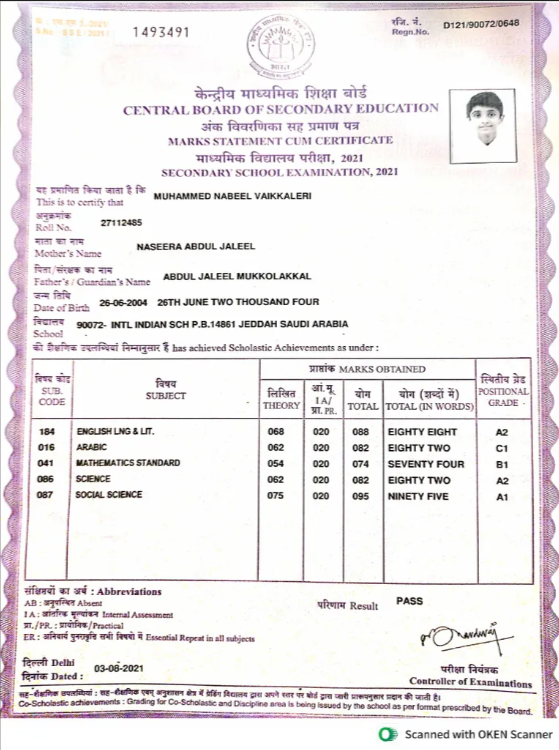 क्र. एस.एस.ई./2021
S.No. SSE/2021/
1493491
रजि. नं. D121/90072/0648
Regn.No.
केन्द्रीय माध्यमिक शिक्षा बोर्ड
CENTRAL BOARD OF SECONDARY EDUCATION
अंक विवरणिका सह प्रमाण पत्र
MARKS STATEMENT CUM CERTIFICATE
माध्यमिक विद्यालय परीक्षा, 2021
SECONDARY SCHOOL EXAMINATION, 2021
यह प्रमाणित किया जाता है कि MUHAMMED NABEEL VAIKKALERI
This is to certify that
अनुक्रमांक 27112485
Roll No.
माता का नाम NASEERA ABDUL JALEEL
Mother's Name
पिता/संरक्षक का नाम ABDUL JALEEL MUKKOLAKKAL
Father's / Guardian's Name
जन्म तिथि
Date of Birth 26-06-2004 26TH JUNE TWO THOUSAND FOUR
विद्यालय 90072- INTL INDIAN SCH P.B.14861 JEDDAH SAUDI ARABIA
School
की शैक्षणिक उपलब्धियां निम्नानुसार हैं has achieved Scholastic Achievements as under :
विषय कोड SUB. CODE विषय SUBJECT प्राप्तांक MARKS OBTAINED स्थितीय ग्रेड POSITIONAL GRADE
लिखित THEORY आं.मू. I A/ प्रा. PR. योग TOTAL योग (शब्दों में) TOTAL (IN WORDS)
184 ENGLISH LNG & LIT. 068 020 088 EIGHTY EIGHT A2
016 ARABIC 062 020 082 EIGHTY TWO C1
041 MATHEMATICS STANDARD 054 020 074 SEVENTY FOUR B1
086 SCIENCE 062 020 082 EIGHTY TWO A2
087 SOCIAL SCIENCE 075 020 095 NINETY FIVE A1
संक्षिप्तियों का अर्थ : Abbreviations
AB : अनुपस्थित Absent
I A : आंतरिक मूल्यांकन Internal Assessment
प्रा./PR. : प्रायोगिक/Practical
ER : अनिवार्य पुनरावृत्ति सभी विषयों में Essential Repeat in all subjects
परिणाम Result PASS
दिल्ली Delhi
दिनांक Dated : 03-08-2021
परीक्षा नियंत्रक
Controller of Examinations
सह-शैक्षणिक उपलब्धियां : सह-शैक्षणिक एवम् अनुशासन क्षेत्र में ग्रेडिंग विद्यालय द्वारा अपने स्तर पर बोर्ड द्वारा जारी प्रारूपनुसार प्रदान की जाती है।
Co-Scholastic achievements : Grading for Co-Scholastic and Discipline area is being issued by the school as per format prescribed by the Board.
Scanned with OKEN Scanner